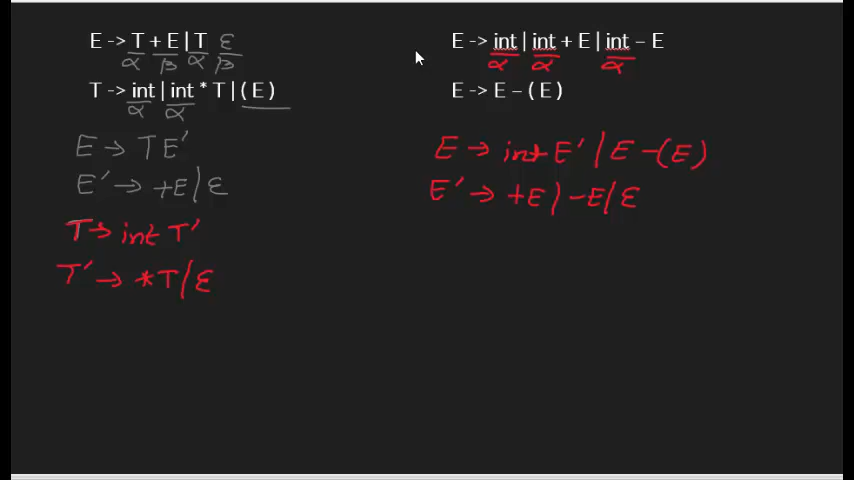 E -> T + E | T ε
α β α β
T -> int | int * T | ( E )
α α
E → TE'
E' → +E/ε
T → int T'
T' → *T/ε
E -> int | int + E | int – E
α α α
E -> E – ( E )
E → int E' / E -(E)
E' → +E/-E/ε